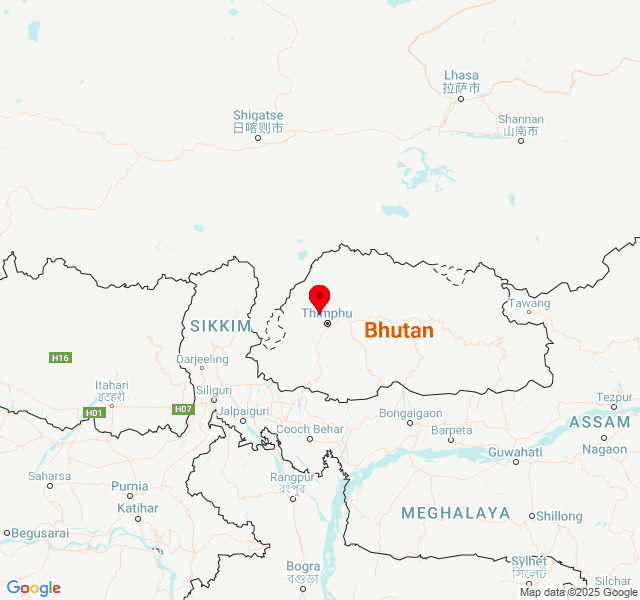 Lhasa
拉萨市
Shigatse
日喀则市
Shannan
山南市
Tawang
Thimphu
SIKKIM
Bhutan
H16
Darjeeling
Itahari
इटहरी
Siliguri
H07
H01
Jalpaiguri
Cooch Behar
Bongaigaon
Barpeta
Tezpur
ASSAM
Nagaon
Guwahati
Saharsa
Purnia
Katihar
Rangpur
রংপুর
MEGHALAYA
Shillong
Begusarai
Bogra
বগুড়া
Sylhet
সিলেট
Silchar
Google
Map data ©2025 Google